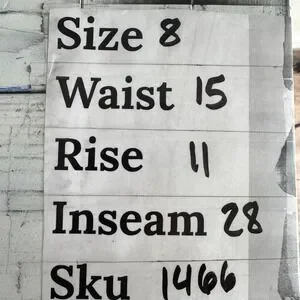 Size 8
Waist 15
Rise 11
Inseam 28
Sku 1466